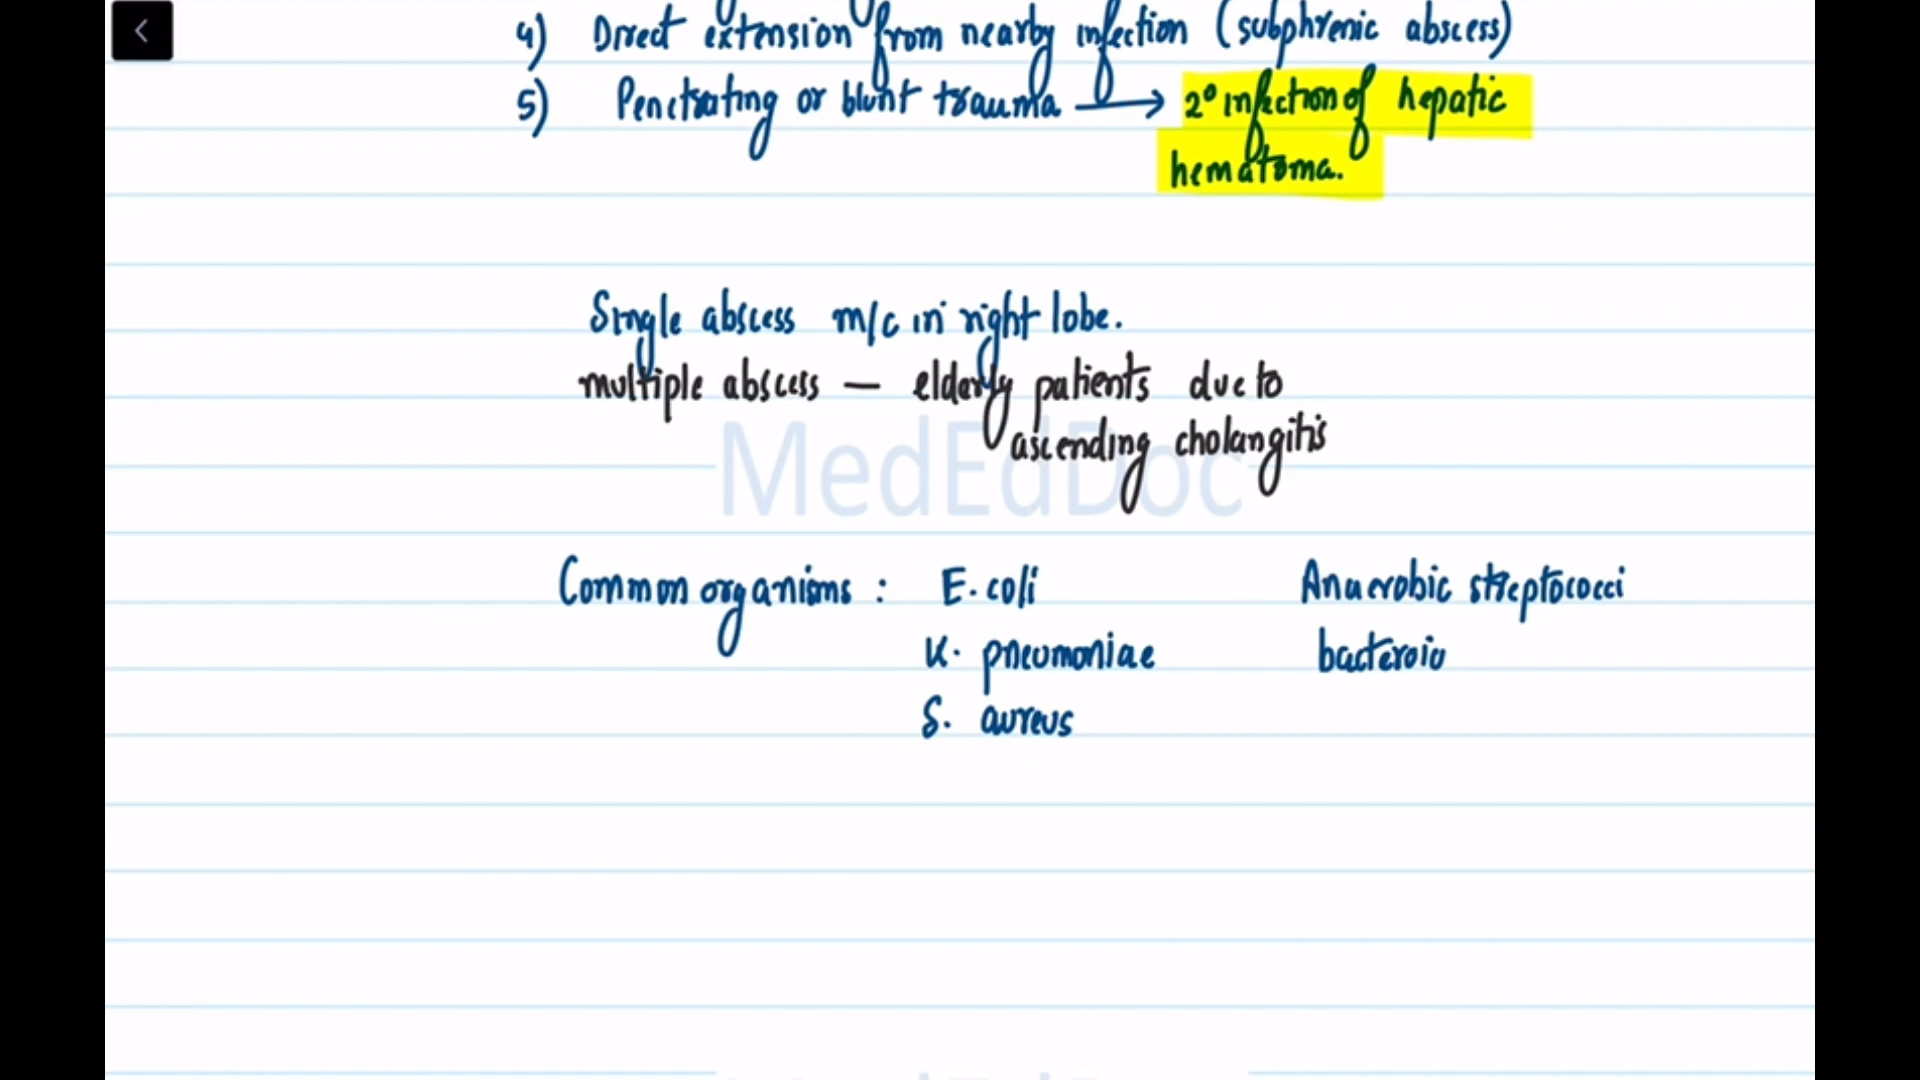 4) Direct extension from nearby infection (subphrenic abscess)
5) Penetrating or blunt trauma → 2° infection of hepatic
hematoma.
Single abscess m/c in right lobe.
multiple abscess — elderly patients due to
ascending cholangitis
MedEdDoc
Common organisms : E. coli Anaerobic streptococci
K. pneumoniae bacteroid
S. aureus